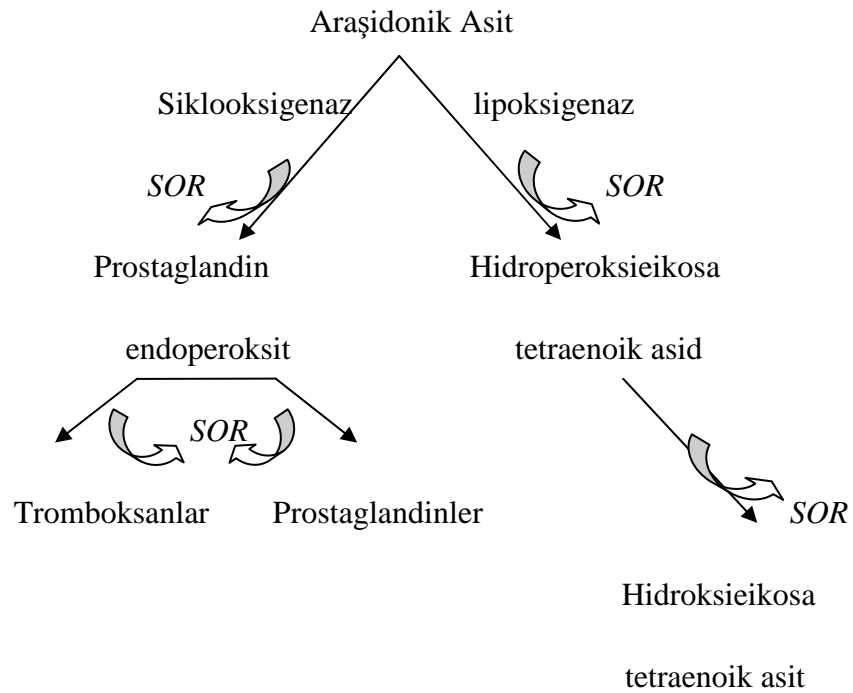 Araşidonik Asit
Siklooksigenaz lipoksigenaz
SOR SOR
Prostaglandin Hidroperoksieikosa
endoperoksit tetraenoik asid
SOR
Tromboksanlar Prostaglandinler SOR
Hidroksieikosa
tetraenoik asit